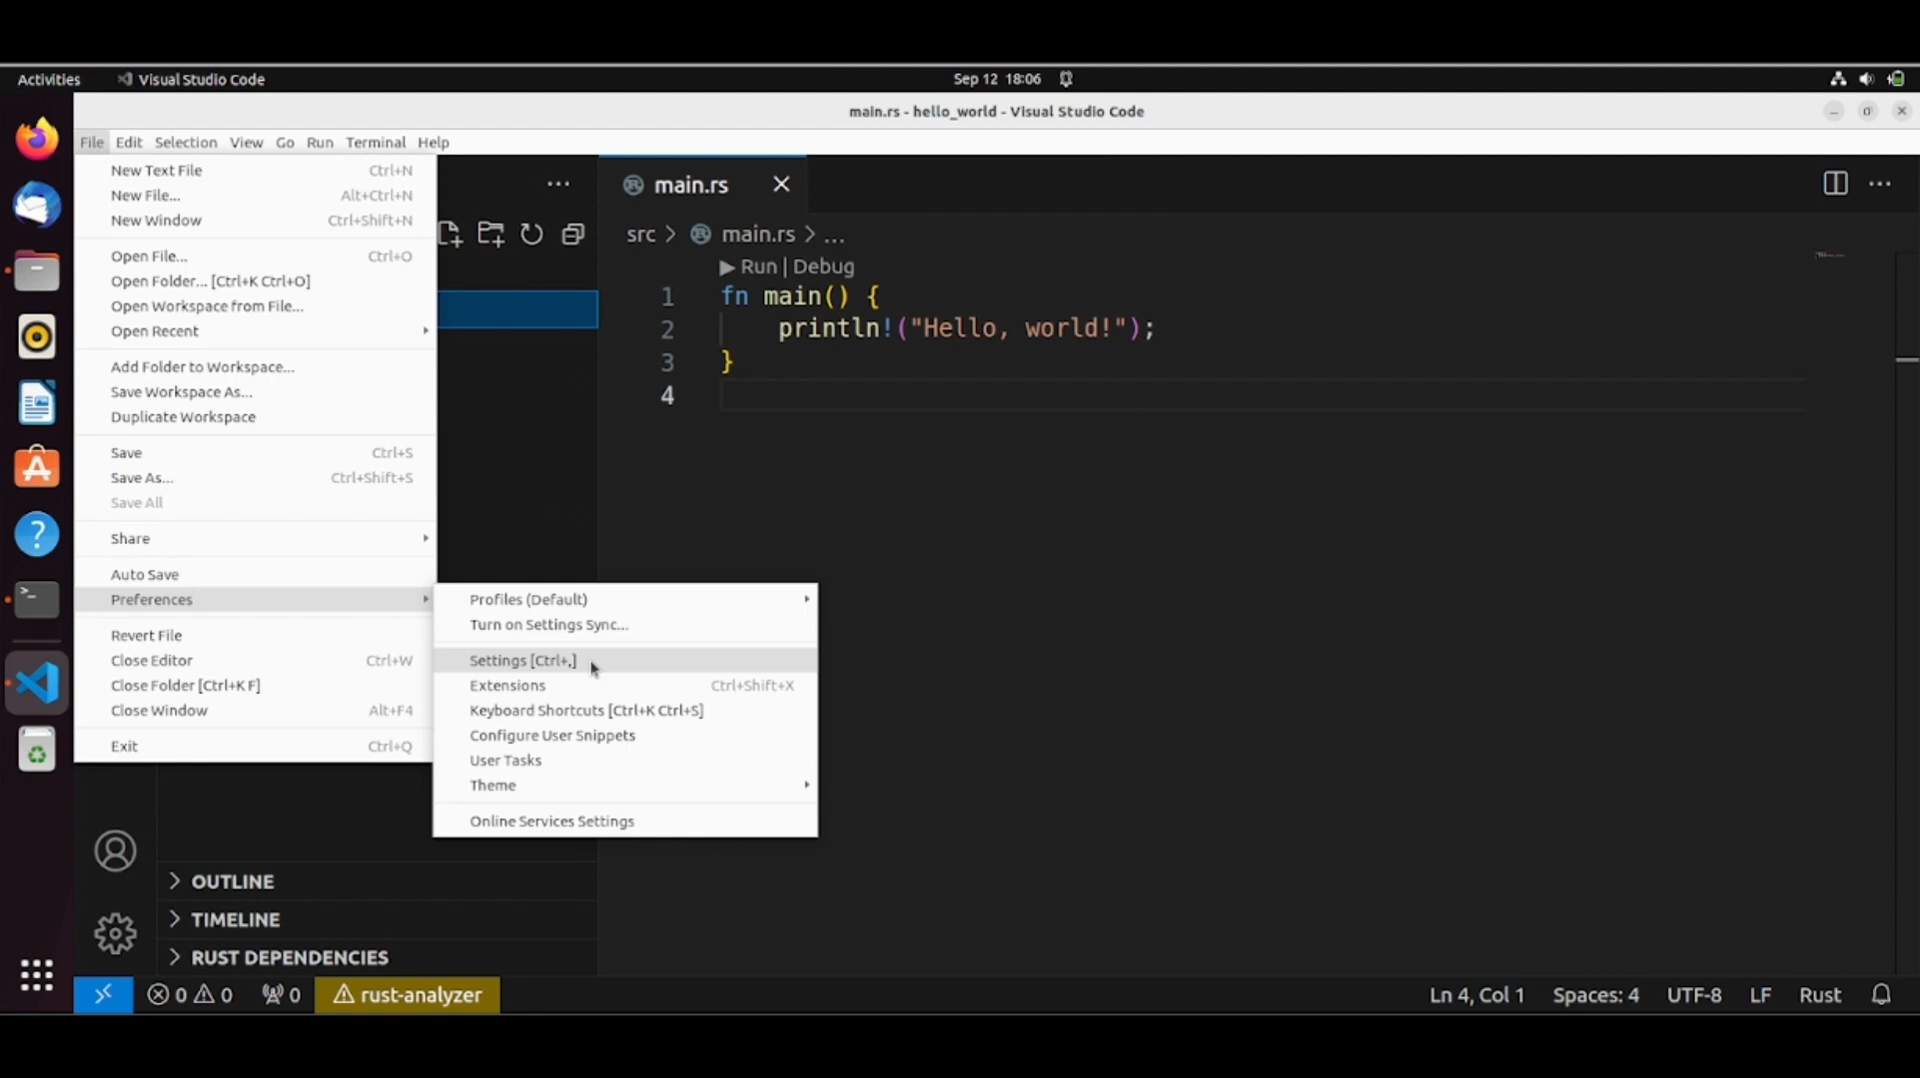 Activities
Visual Studio Code
Sep 12 18:06
main.rs - hello_world - Visual Studio Code
File Edit Selection View Go Run Terminal Help
New Text File Ctrl+N
New File... Alt+Ctrl+N
New Window Ctrl+Shift+N
Open File... Ctrl+O
Open Folder... [Ctrl+K Ctrl+O]
Open Workspace from File...
Open Recent
Add Folder to Workspace...
Save Workspace As...
Duplicate Workspace
Save Ctrl+S
Save As... Ctrl+Shift+S
Save All
Share
Auto Save
Preferences
Revert File
Close Editor Ctrl+W
Close Folder [Ctrl+K F]
Close Window Alt+F4
Exit Ctrl+Q
Profiles (Default)
Turn on Settings Sync...
Settings [Ctrl+,]
Extensions Ctrl+Shift+X
Keyboard Shortcuts [Ctrl+K Ctrl+S]
Configure User Snippets
User Tasks
Theme
Online Services Settings
main.rs
src > main.rs > ...
Run | Debug
1 fn main() {
2 println!("Hello, world!");
3 }
4
OUTLINE
TIMELINE
RUST DEPENDENCIES
0 0 0 rust-analyzer
Ln 4, Col 1 Spaces: 4 UTF-8 LF Rust